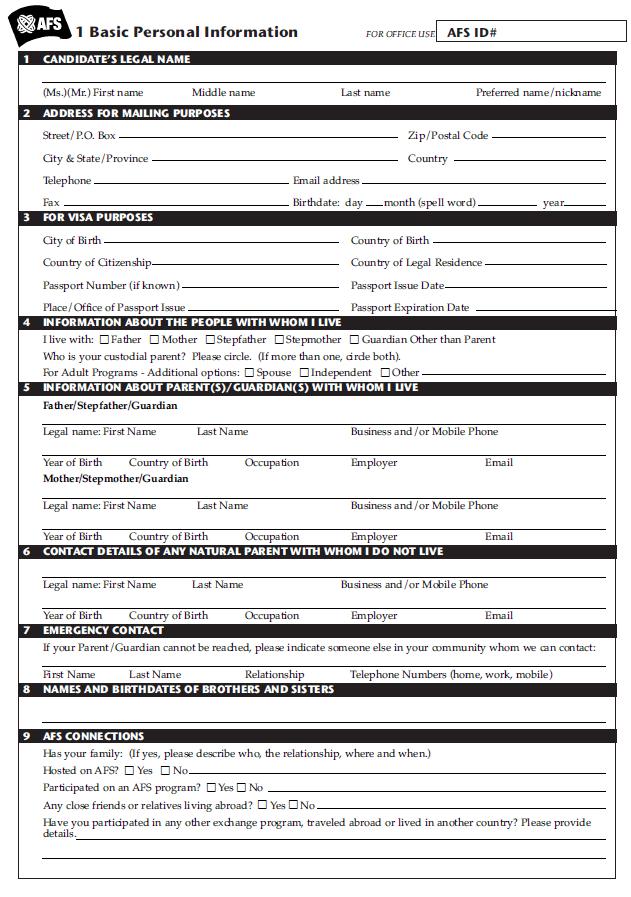 AFS
1 Basic Personal Information
FOR OFFICE USE AFS ID#
1 CANDIDATE'S LEGAL NAME
(Ms.)(Mr.) First name Middle name Last name Preferred name/nickname
2 ADDRESS FOR MAILING PURPOSES
Street/P.O. Box Zip/Postal Code
City & State/Province Country
Telephone Email address
Fax Birthdate: day month (spell word) year
3 FOR VISA PURPOSES
City of Birth Country of Birth
Country of Citizenship Country of Legal Residence
Passport Number (if known) Passport Issue Date
Place/Office of Passport Issue Passport Expiration Date
4 INFORMATION ABOUT THE PEOPLE WITH WHOM I LIVE
I live with: ☐ Father ☐ Mother ☐ Stepfather ☐ Stepmother ☐ Guardian Other than Parent
Who is your custodial parent? Please circle. (If more than one, circle both).
For Adult Programs - Additional options: ☐ Spouse ☐ Independent ☐ Other
5 INFORMATION ABOUT PARENT(S)/GUARDIAN(S) WITH WHOM I LIVE
Father/Stepfather/Guardian
Legal name: First Name Last Name Business and/or Mobile Phone
Year of Birth Country of Birth Occupation Employer Email
Mother/Stepmother/Guardian
Legal name: First Name Last Name Business and/or Mobile Phone
Year of Birth Country of Birth Occupation Employer Email
6 CONTACT DETAILS OF ANY NATURAL PARENT WITH WHOM I DO NOT LIVE
Legal name: First Name Last Name Business and/or Mobile Phone
Year of Birth Country of Birth Occupation Employer Email
7 EMERGENCY CONTACT
If your Parent/Guardian cannot be reached, please indicate someone else in your community whom we can contact:
First Name Last Name Relationship Telephone Numbers (home, work, mobile)
8 NAMES AND BIRTHDATES OF BROTHERS AND SISTERS
9 AFS CONNECTIONS
Has your family: (If yes, please describe who, the relationship, where and when.)
Hosted on AFS? ☐ Yes ☐ No
Participated on an AFS program? ☐ Yes ☐ No
Any close friends or relatives living abroad? ☐ Yes ☐ No
Have you participated in any other exchange program, traveled abroad or lived in another country? Please provide
details.